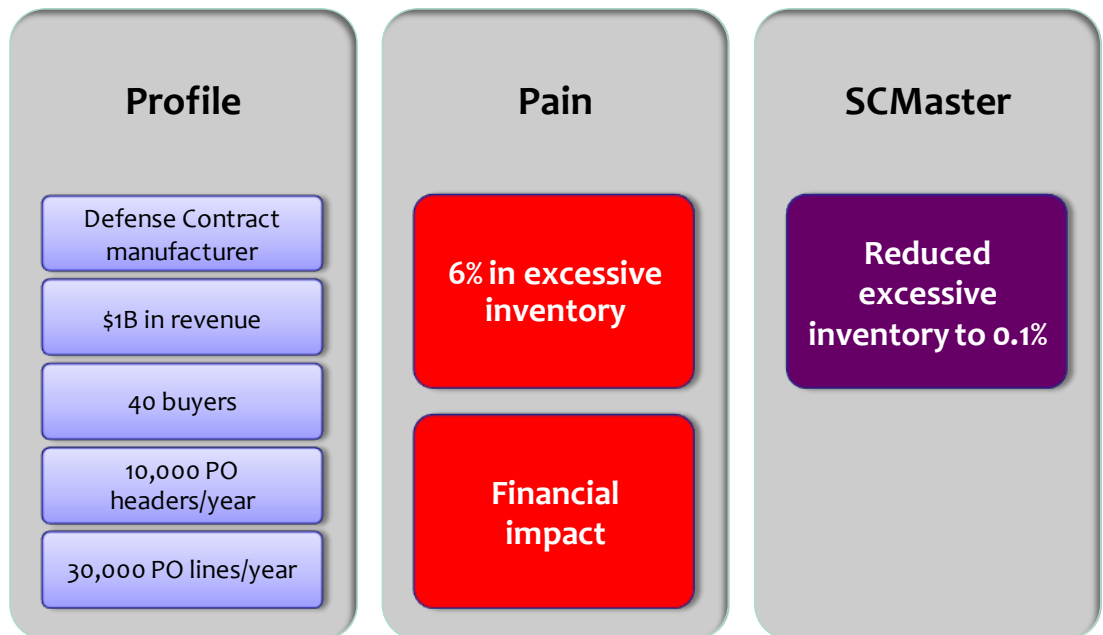 Profile
Defense Contract
manufacturer
$1B in revenue
40 buyers
10,000 PO
headers/year
30,000 PO lines/year
Pain
6% in excessive
inventory
Financial
impact
SCMaster
Reduced
excessive
inventory to 0.1%